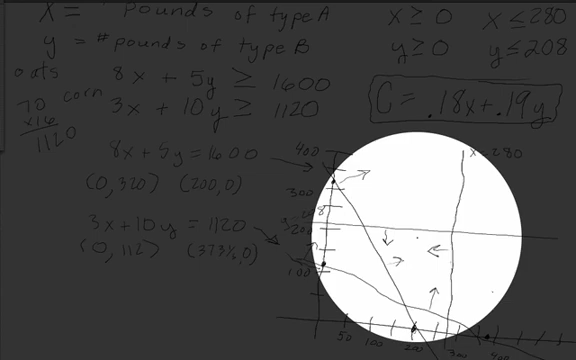 x = # pounds of type A
y = # pounds of type B
x ≥ 0 x ≤ 280
y ≥ 0 y ≤ 208
oats 8x + 5y ≥ 1600
corn 3x + 10y ≥ 1120
70
x16
1120
C = .18x + .19y
8x + 5y = 1600
(0, 320) (200, 0)
3x + 10y = 1120
(0, 112) (373⅓, 0)
x = 280
400
300
208
200
100
50 100 200 300 400